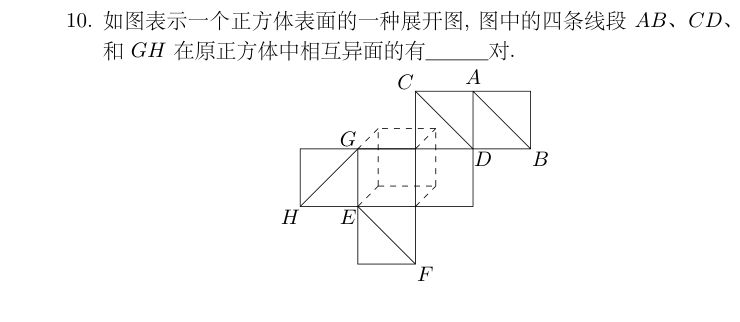 10. 如图表示一个正方体表面的一种展开图, 图中的四条线段 AB、CD、
和 GH 在原正方体中相互异面的有______对.
C
A
G
D
B
H
E
F